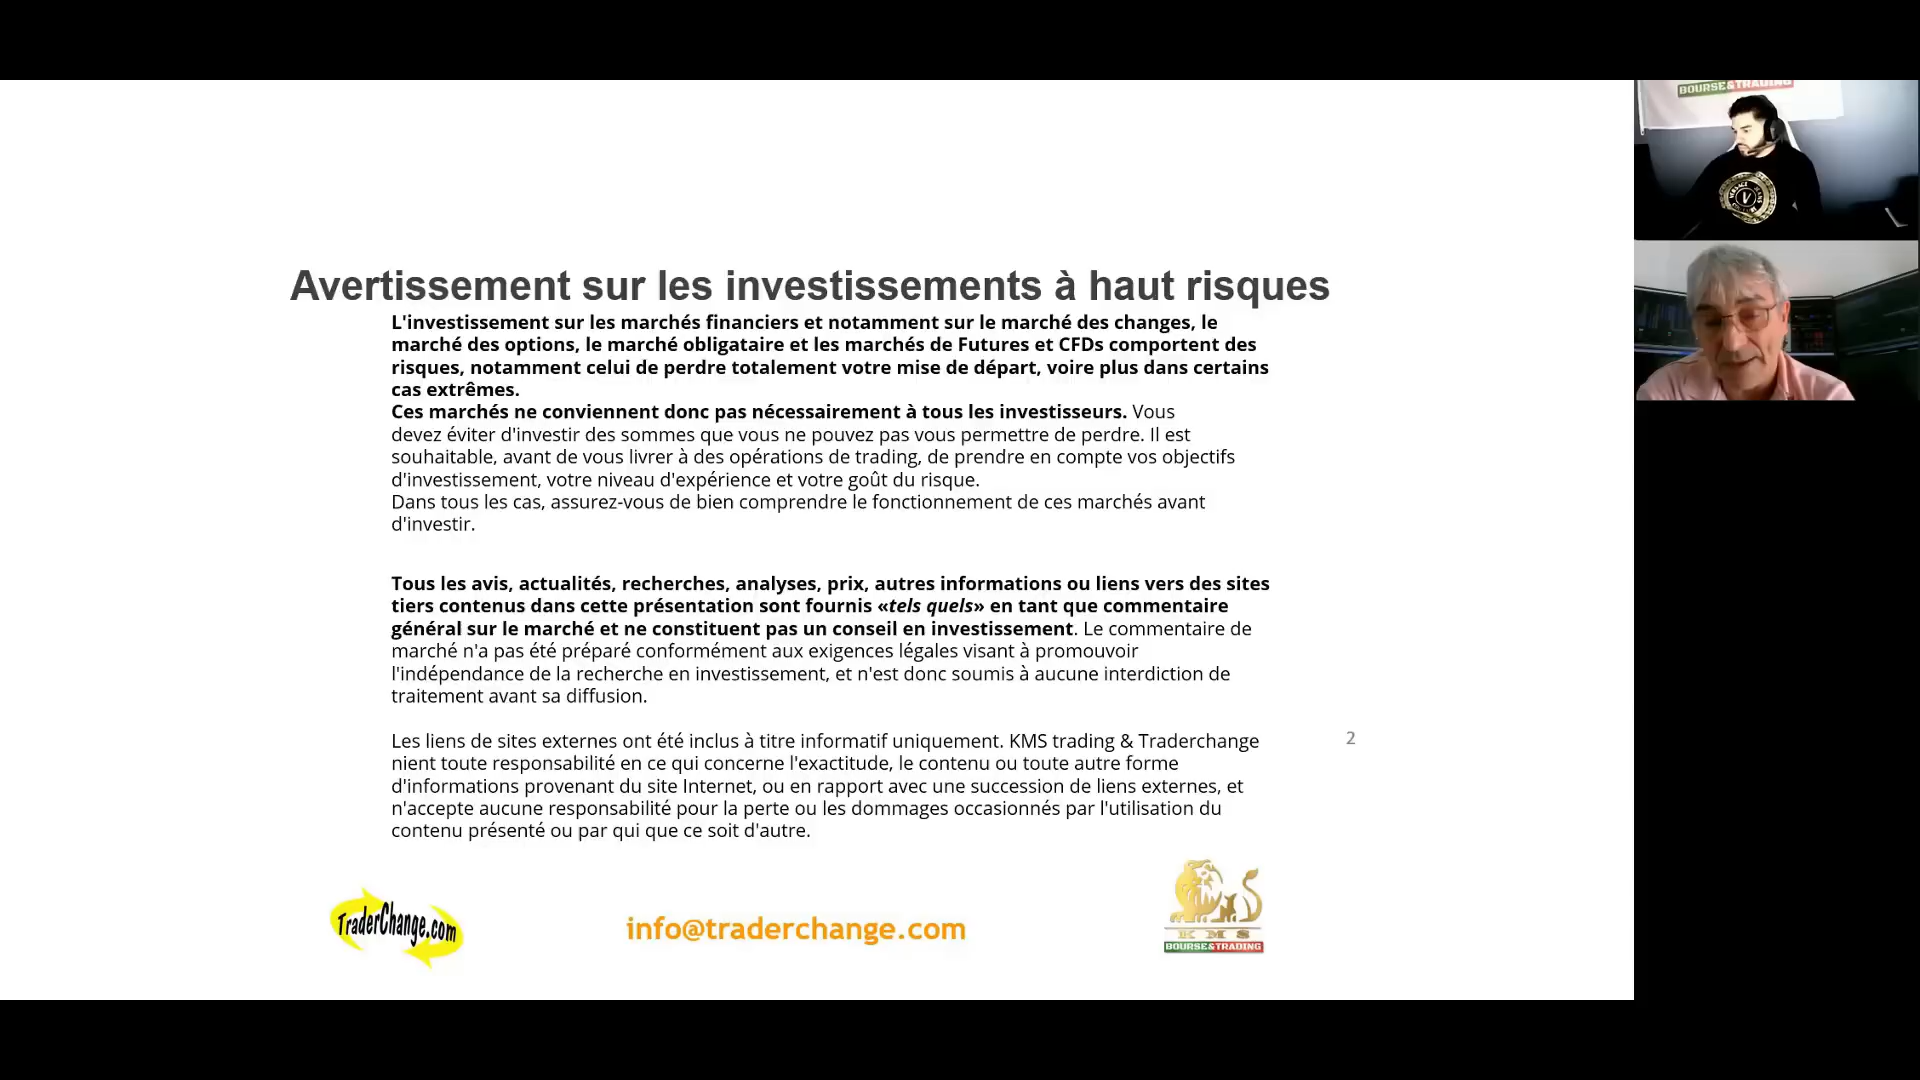 BOURSE&TRADING
Avertissement sur les investissements à haut risques
L'investissement sur les marchés financiers et notamment sur le marché des changes, le
marché des options, le marché obligataire et les marchés de Futures et CFDs comportent des
risques, notamment celui de perdre totalement votre mise de départ, voire plus dans certains
cas extrêmes.
Ces marchés ne conviennent donc pas nécessairement à tous les investisseurs. Vous
devez éviter d'investir des sommes que vous ne pouvez pas vous permettre de perdre. Il est
souhaitable, avant de vous livrer à des opérations de trading, de prendre en compte vos objectifs
d'investissement, votre niveau d'expérience et votre goût du risque.
Dans tous les cas, assurez-vous de bien comprendre le fonctionnement de ces marchés avant
d'investir.
Tous les avis, actualités, recherches, analyses, prix, autres informations ou liens vers des sites
tiers contenus dans cette présentation sont fournis «tels quels» en tant que commentaire
général sur le marché et ne constituent pas un conseil en investissement. Le commentaire de
marché n'a pas été préparé conformément aux exigences légales visant à promouvoir
l'indépendance de la recherche en investissement, et n'est donc soumis à aucune interdiction de
traitement avant sa diffusion.
Les liens de sites externes ont été inclus à titre informatif uniquement. KMS trading & Traderchange
nient toute responsabilité en ce qui concerne l'exactitude, le contenu ou toute autre forme
d'informations provenant du site Internet, ou en rapport avec une succession de liens externes, et
n'accepte aucune responsabilité pour la perte ou les dommages occasionnés par l'utilisation du
contenu présenté ou par qui que ce soit d'autre.
2
TraderChange.com
info@traderchange.com
KMS
BOURSE&TRADING